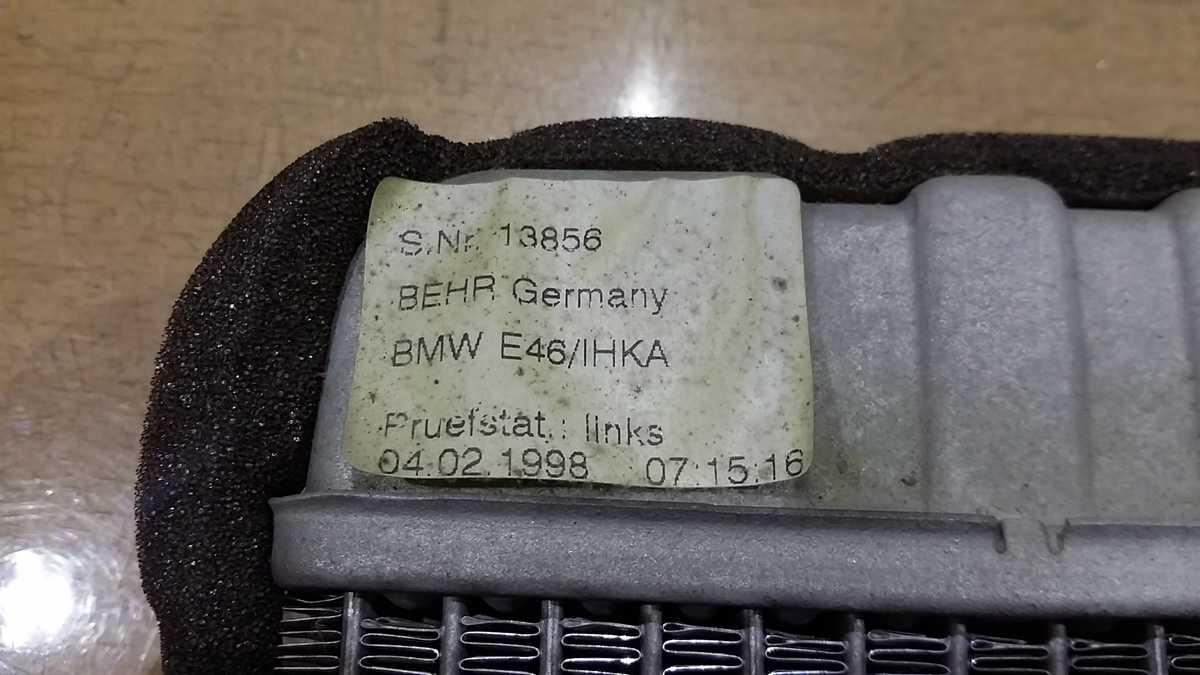 S.Nr. 13856
BEHR Germany
BMW E46/IHKA
Pruefstat.: links
04.02.1998 07:15:16